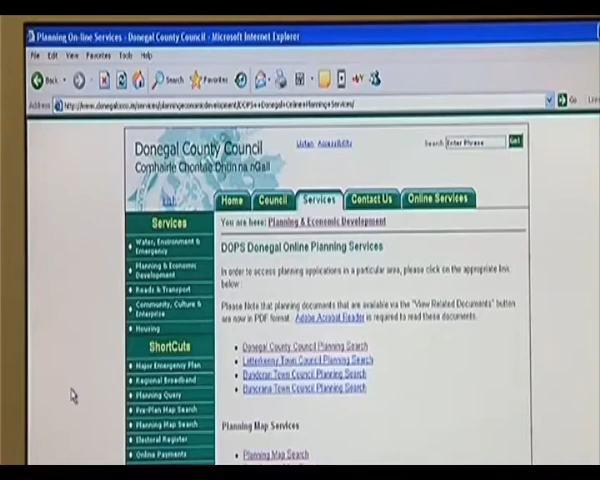 Planning On-line Services - Donegal County Council - Microsoft Internet Explorer
File Edit View Favorites Tools Help
Back Search Favorites
Address Go Links
Donegal County Council
Comhairle Chontae Dhún na nGall
Listen Accessibility
Search Enter Phrase Go!
Home Council Services Contact Us Online Services
Services
Water, Environment &
Emergency
Planning & Economic
Development
Roads & Transport
Community, Culture &
Enterprise
Housing
ShortCuts
Major Emergency Plan
Regional Broadband
Planning Query
Pre-Plan Map Search
Planning Map Search
Electoral Register
Online Payments
You are here: Planning & Economic Development
DOPS Donegal Online Planning Services
In order to access planning applications in a particular area, please click on the appropriate link
below:
Please Note that planning documents that are available via the "View Related Documents" button
are now in PDF format. Adobe Acrobat Reader is required to read these documents.
Donegal County Council Planning Search
Letterkenny Town Council Planning Search
Bundoran Town Council Planning Search
Buncrana Town Council Planning Search
Planning Map Services
Planning Map Search